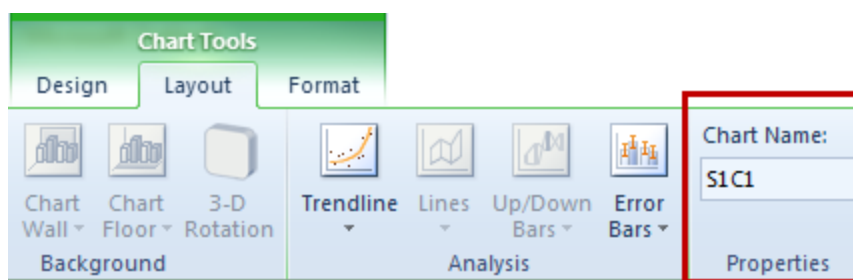 Chart Tools
Design Layout Format
Chart Wall
Chart Floor
3-D Rotation
Trendline
Lines
Up/Down Bars
Error Bars
Chart Name:
S1C1
Background Analysis Properties